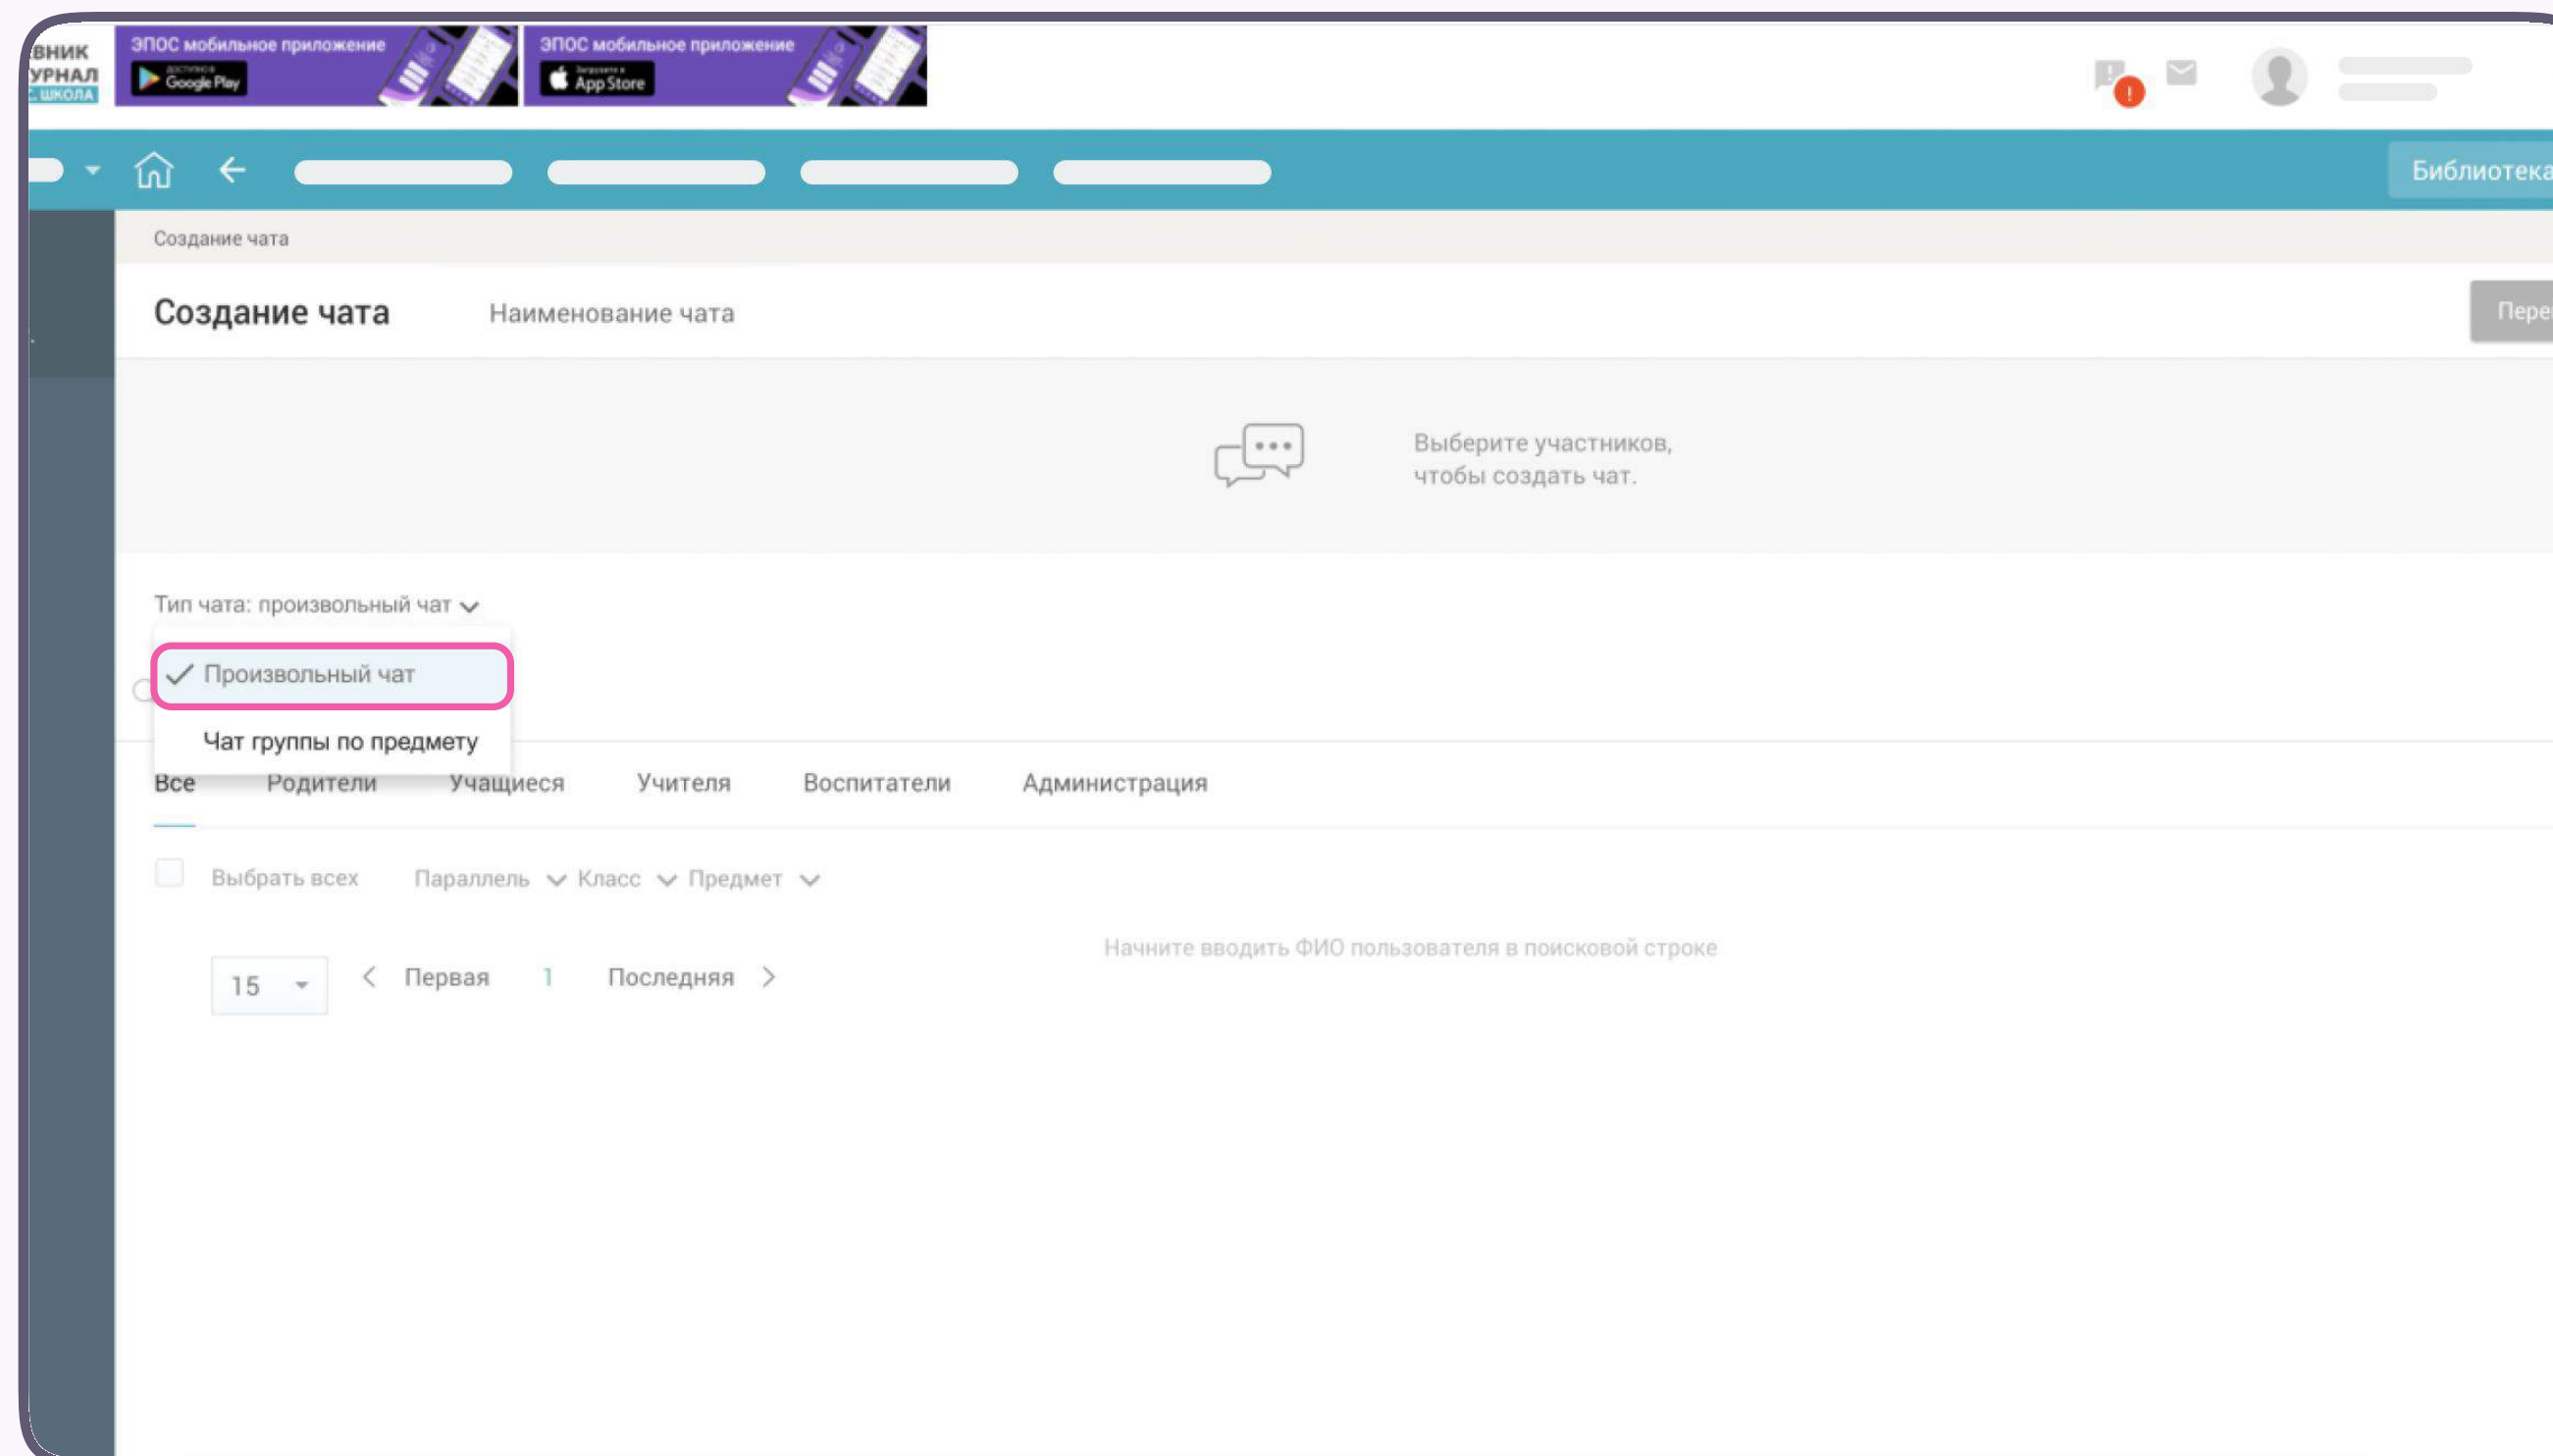 ВНИК
УРНАЛ
С. ШКОЛА
ЭПОС мобильное приложение
ДОСТУПНО В
Google Play
ЭПОС мобильное приложение
Загрузите в
App Store
Библиотека
Создание чата
Создание чата
Наименование чата
Пере
Выберите участников,
чтобы создать чат.
Тип чата: произвольный чат
Произвольный чат
Чат группы по предмету
Все Родители Учащиеся Учителя Воспитатели Администрация
Выбрать всех Параллель Класс Предмет
Начните вводить ФИО пользователя в поисковой строке
15 Первая 1 Последняя